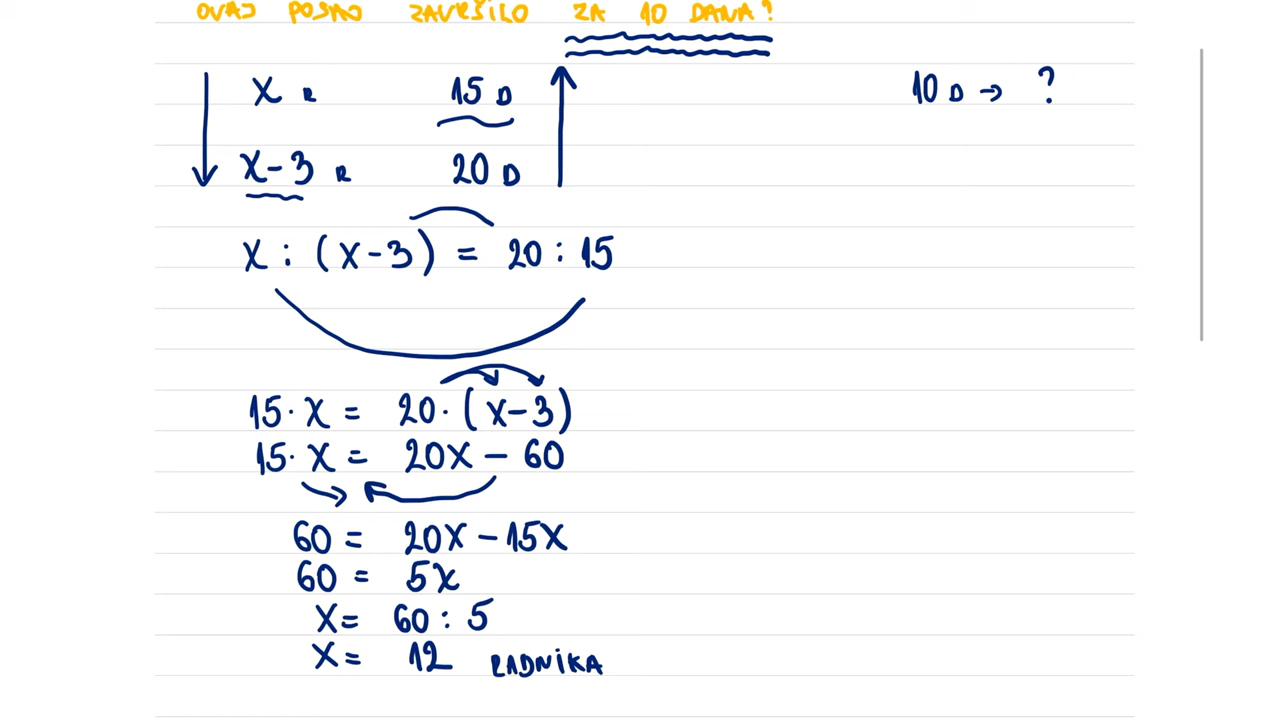 OVAJ POSAO ZAVRŠILO ZA 10 DANA?
x R 15 D
10 D → ?
x-3 R 20 D
x : (x-3) = 20 : 15
15 · x = 20 · (x-3)
15 · x = 20x - 60
60 = 20x - 15x
60 = 5x
x = 60 : 5
x = 12 RADNIKA